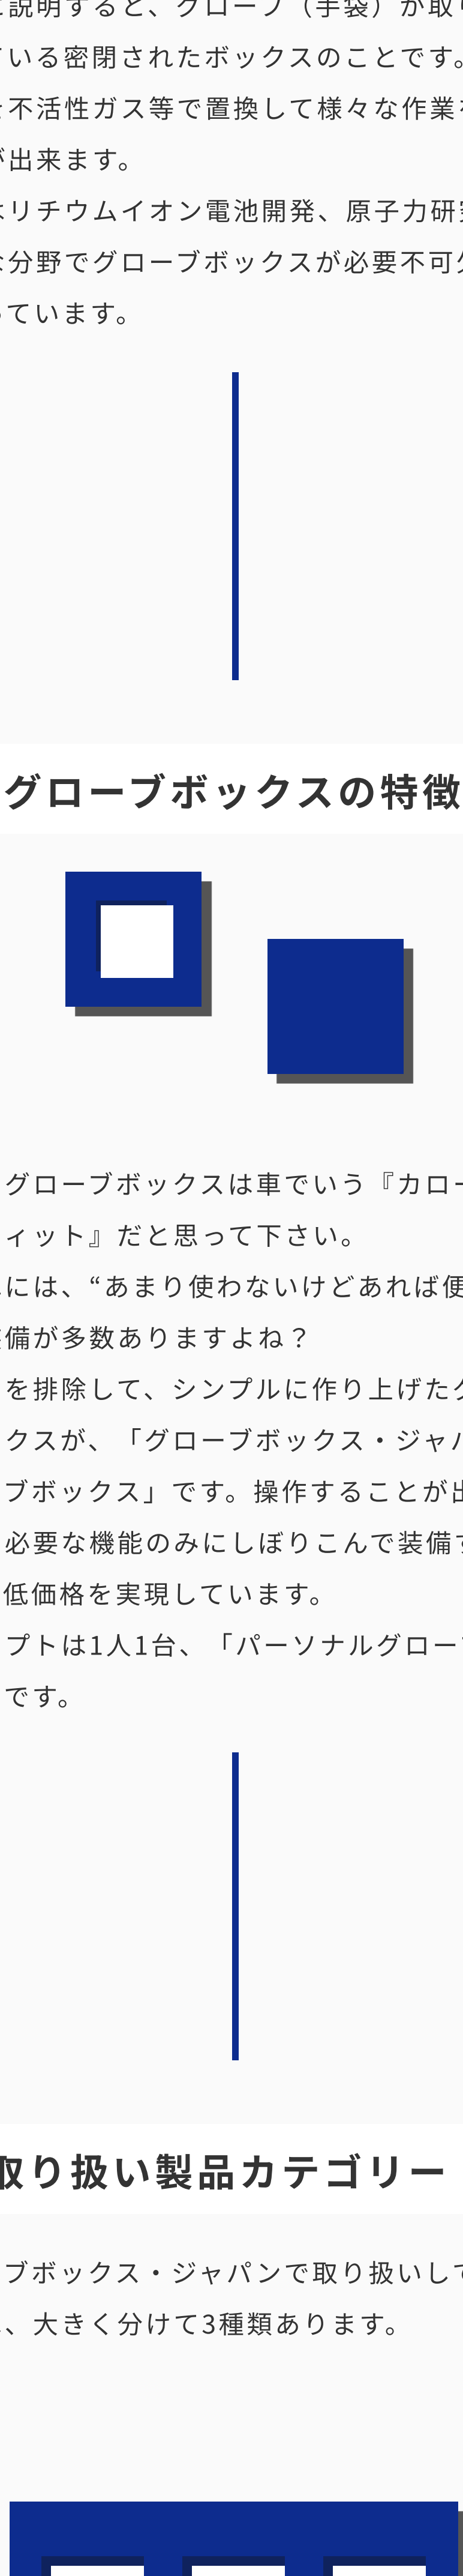 説明すると、グローブ（手袋）が取
ている密閉されたボックスのことです。
不活性ガス等で置換して様々な作業
が出来ます。
はリチウムイオン電池開発、原子力研究
な分野でグローブボックスが必要不可欠
っています。
グローブボックスの特徴
グローブボックスは車でいう『カロー
ィット』だと思って下さい。
には、“あまり使わないけどあれば便
備が多数ありますよね？
を排除して、シンプルに作り上げたグ
クスが、「グローブボックス・ジャパ
ブボックス」です。操作することが出
必要な機能のみにしぼりこんで装備す
低価格を実現しています。
プトは1人1台、「パーソナルグローブ
です。
取り扱い製品カテゴリー
ブボックス・ジャパンで取り扱いして
、大きく分けて3種類あります。